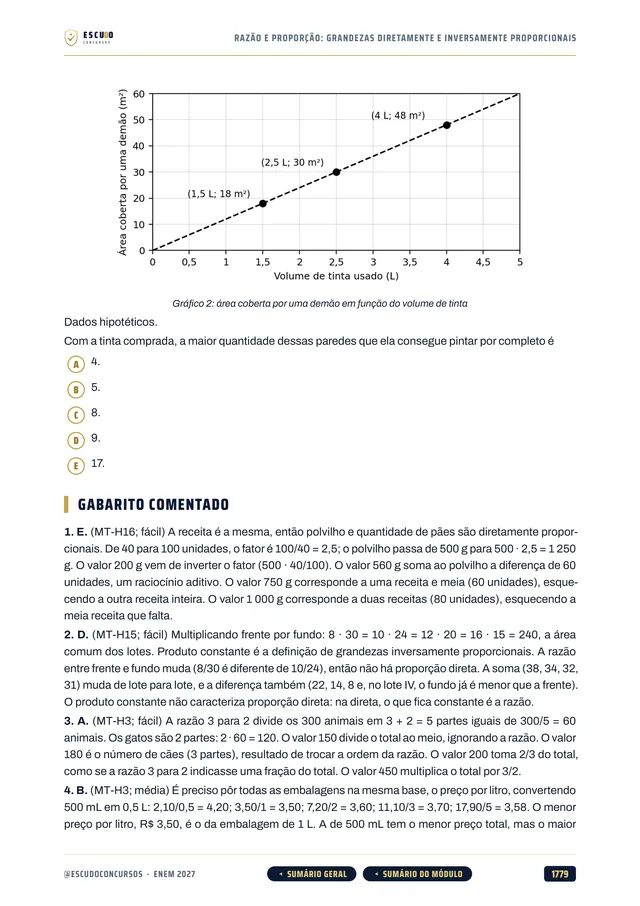 ESCUDO
CONCURSOS
RAZÃO E PROPORÇÃO: GRANDEZAS DIRETAMENTE E INVERSAMENTE PROPORCIONAIS
Área coberta por uma demão (m²)
60
50
40
30
20
10
0
(4 L; 48 m²)
(2,5 L; 30 m²)
(1,5 L; 18 m²)
0 0,5 1 1,5 2 2,5 3 3,5 4 4,5 5
Volume de tinta usado (L)
Gráfico 2: área coberta por uma demão em função do volume de tinta
Dados hipotéticos.
Com a tinta comprada, a maior quantidade dessas paredes que ela consegue pintar por completo é
A 4.
B 5.
C 8.
D 9.
E 17.
GABARITO COMENTADO
1. E. (MT-H16; fácil) A receita é a mesma, então polvilho e quantidade de pães são diretamente propor-
cionais. De 40 para 100 unidades, o fator é 100/40 = 2,5; o polvilho passa de 500 g para 500 · 2,5 = 1 250
g. O valor 200 g vem de inverter o fator (500 · 40/100). O valor 560 g soma ao polvilho a diferença de 60
unidades, um raciocínio aditivo. O valor 750 g corresponde a uma receita e meia (60 unidades), esque-
cendo a outra receita inteira. O valor 1 000 g corresponde a duas receitas (80 unidades), esquecendo a
meia receita que falta.
2. D. (MT-H15; fácil) Multiplicando frente por fundo: 8 · 30 = 10 · 24 = 12 · 20 = 16 · 15 = 240, a área
comum dos lotes. Produto constante é a definição de grandezas inversamente proporcionais. A razão
entre frente e fundo muda (8/30 é diferente de 10/24), então não há proporção direta. A soma (38, 34, 32,
31) muda de lote para lote, e a diferença também (22, 14, 8 e, no lote IV, o fundo já é menor que a frente).
O produto constante não caracteriza proporção direta: na direta, o que fica constante é a razão.
3. A. (MT-H3; fácil) A razão 3 para 2 divide os 300 animais em 3 + 2 = 5 partes iguais de 300/5 = 60
animais. Os gatos são 2 partes: 2 · 60 = 120. O valor 150 divide o total ao meio, ignorando a razão. O valor
180 é o número de cães (3 partes), resultado de trocar a ordem da razão. O valor 200 toma 2/3 do total,
como se a razão 3 para 2 indicasse uma fração do total. O valor 450 multiplica o total por 3/2.
4. B. (MT-H3; média) É preciso pôr todas as embalagens na mesma base, o preço por litro, convertendo
500 mL em 0,5 L: 2,10/0,5 = 4,20; 3,50/1 = 3,50; 7,20/2 = 3,60; 11,10/3 = 3,70; 17,90/5 = 3,58. O menor
preço por litro, R$ 3,50, é o da embalagem de 1 L. A de 500 mL tem o menor preço total, mas o maior
@ESCUDOCONCURSOS · ENEM 2027
SUMÁRIO GERAL
SUMÁRIO DO MÓDULO
1779